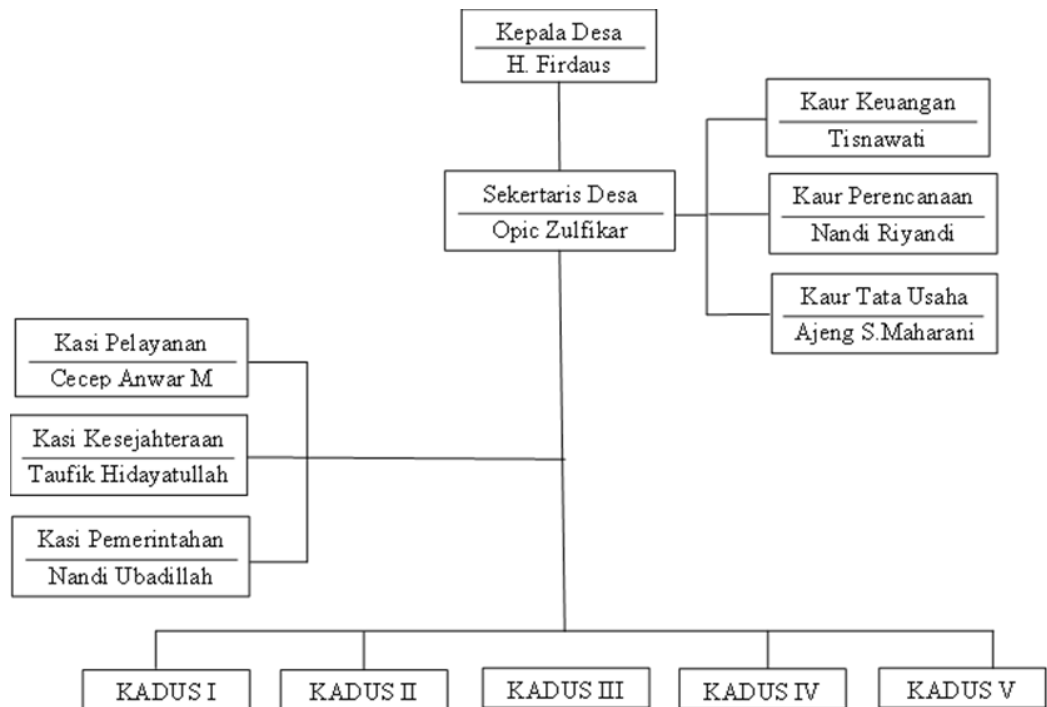 Kepala Desa
H. Firdaus
Sekertaris Desa
Opic Zulfikar
Kaur Keuangan
Tisnawati
Kaur Perencanaan
Nandi Riyandi
Kaur Tata Usaha
Ajeng S.Maharani
Kasi Pelayanan
Cecep Anwar M
Kasi Kesejahteraan
Taufik Hidayatullah
Kasi Pemerintahan
Nandi Ubadillah
KADUS I
KADUS II
KADUS III
KADUS IV
KADUS V